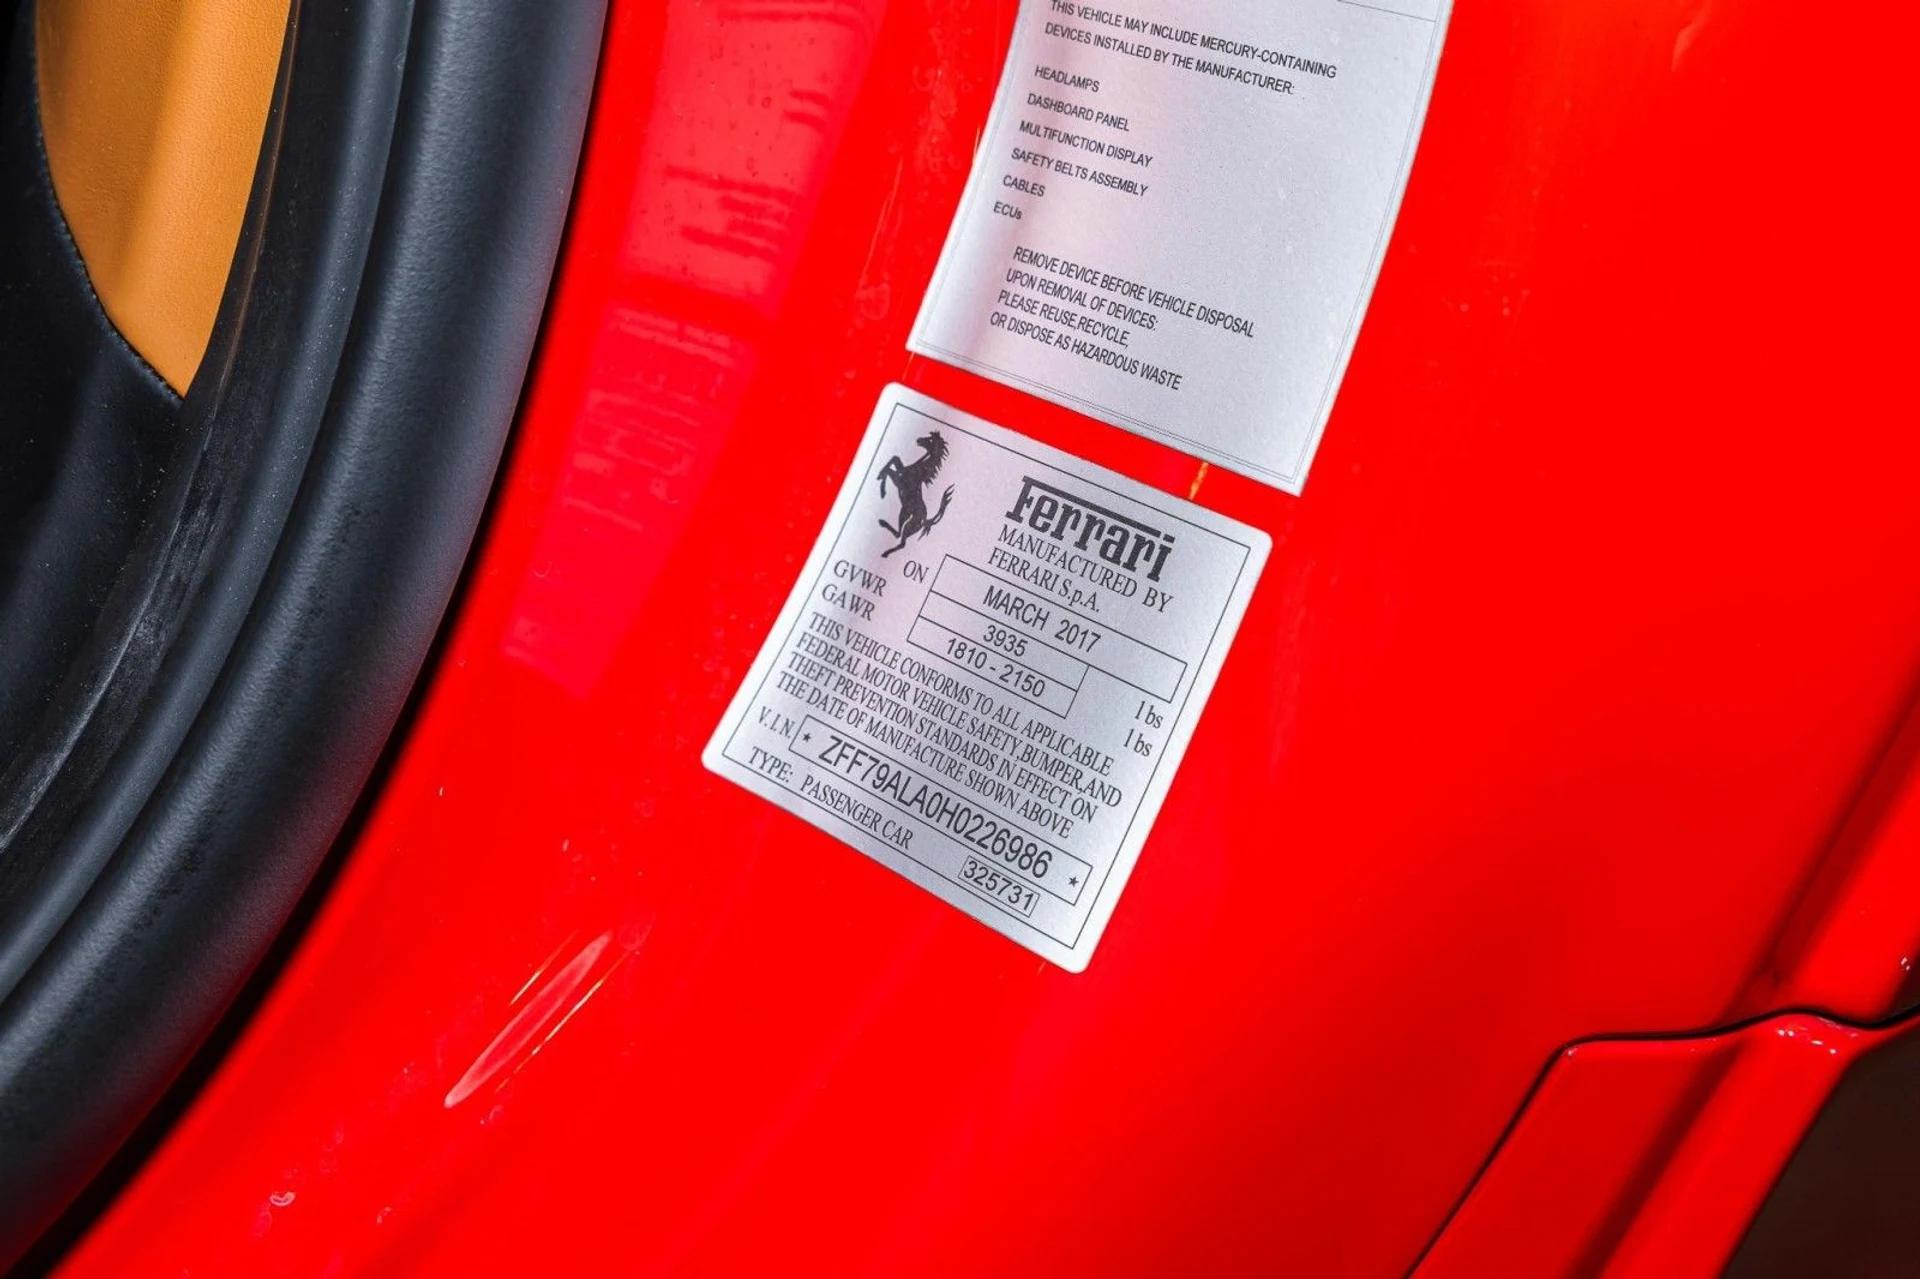 THIS VEHICLE MAY INCLUDE MERCURY-CONTAINING
DEVICES INSTALLED BY THE MANUFACTURER:
HEADLAMPS
DASHBOARD PANEL
MULTIFUNCTION DISPLAY
SAFETY BELTS ASSEMBLY
CABLES
ECUs
REMOVE DEVICE BEFORE VEHICLE DISPOSAL
UPON REMOVAL OF DEVICES:
PLEASE REUSE,RECYCLE,
OR DISPOSE AS HAZARDOUS WASTE
Ferrari
MANUFACTURED BY
FERRARI S.p.A.
ON MARCH 2017
GVWR 3935 lbs
GAWR 1810 - 2150 lbs
THIS VEHICLE CONFORMS TO ALL APPLICABLE
FEDERAL MOTOR VEHICLE SAFETY,BUMPER,AND
THEFT PREVENTION STANDARDS IN EFFECT ON
THE DATE OF MANUFACTURE SHOWN ABOVE
V.I.N. * ZFF79ALA0H0226986 *
TYPE: PASSENGER CAR
325731